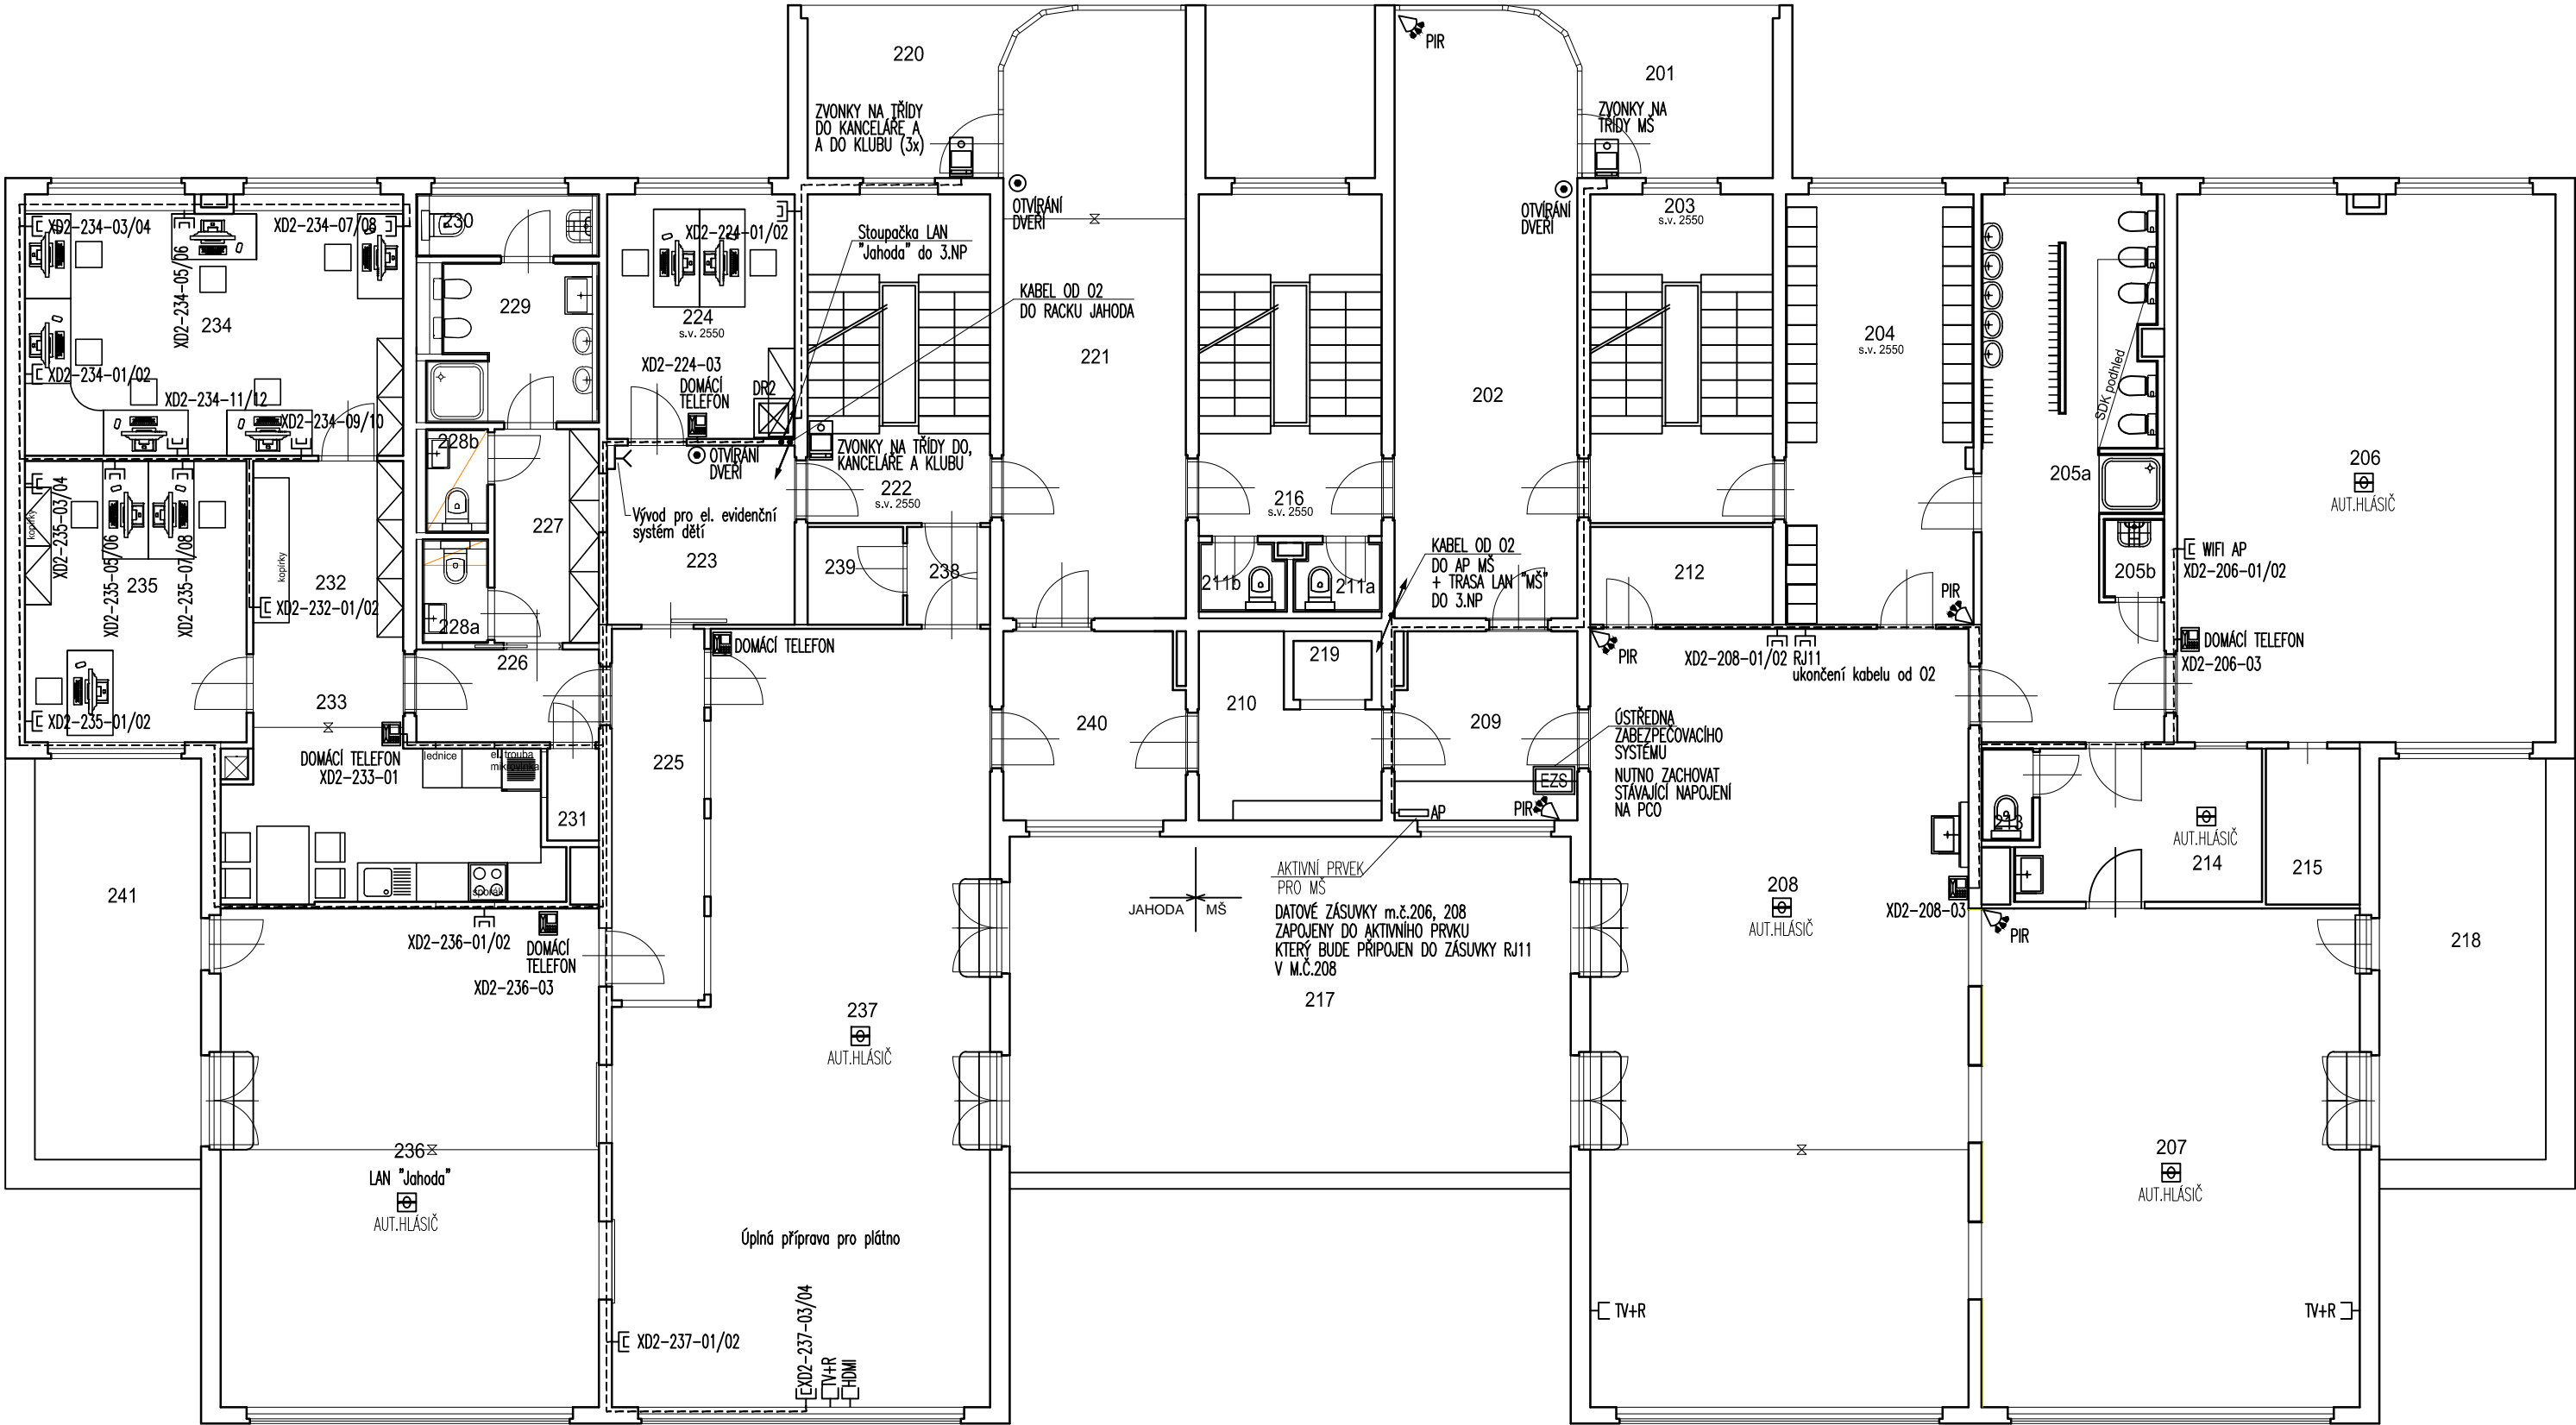 220
ZVONKY NA TŘÍDY
DO KANCELÁŘE A
A DO KLUBU (3x)
PIR
201
ZVONKY NA
TŘÍDY MŠ
XD2-234-03/04
XD2-234-05/06
XD2-234-07/08
234
XD2-234-01/02
XD2-234-11/12
XD2-234-09/10
230
229
XD2-224-01/02
224
s.v. 2550
XD2-224-03
DOMÁCÍ
TELEFON
DR2
OTVÍRÁNÍ
DVEŘÍ
Stoupačka LAN
"Jahoda" do 3.NP
KABEL OD O2
DO RACKU JAHODA
OTVÍRÁNÍ
DVEŘÍ
221
ZVONKY NA TŘÍDY DO,
KANCELÁŘE A KLUBU
222
s.v. 2550
OTVÍRÁNÍ
DVEŘÍ
202
203
s.v. 2550
204
s.v. 2550
SDK podhled
205a
206
AUT.HLÁSIČ
216
s.v. 2550
228b
227
228a
226
Vývod pro el. evidenční
systém dětí
223
239
238
211b
211a
KABEL OD O2
DO AP MŠ
+ TRASA LAN "MŠ"
DO 3.NP
212
PIR
205b
WIFI AP
XD2-206-01/02
kopírky
XD2-235-03/04
XD2-235-05/06
235
XD2-235-07/08
kopírky
232
XD2-232-01/02
XD2-235-01/02
233
DOMÁCÍ TELEFON
XD2-233-01
lednice
el. trouba
mikrovlnka
231
225
DOMÁCÍ TELEFON
240
219
210
209
PIR
XD2-208-01/02
RJ11
ukončení kabelu od O2
DOMÁCÍ TELEFON
XD2-206-03
ÚSTŘEDNA
ZABEZPEČOVACÍHO
SYSTÉMU
NUTNO ZACHOVAT
STÁVAJÍCÍ NAPOJENÍ
NA PCO
EZS
AP
PIR
213
AUT.HLÁSIČ
214
215
241
sporák
AKTIVNÍ PRVEK
PRO MŠ
JAHODA
MŠ
DATOVÉ ZÁSUVKY m.č.206, 208
ZAPOJENY DO AKTIVNÍHO PRVKU
KTERÝ BUDE PŘIPOJEN DO ZÁSUVKY RJ11
V M.Č.208
217
208
AUT.HLÁSIČ
XD2-208-03
PIR
218
XD2-236-01/02
DOMÁCÍ
TELEFON
XD2-236-03
237
AUT.HLÁSIČ
236
LAN "Jahoda"
AUT.HLÁSIČ
207
AUT.HLÁSIČ
Úplná příprava pro plátno
XD2-237-01/02
XD2-237-03/04
TV+R
HDMI
TV+R
TV+R